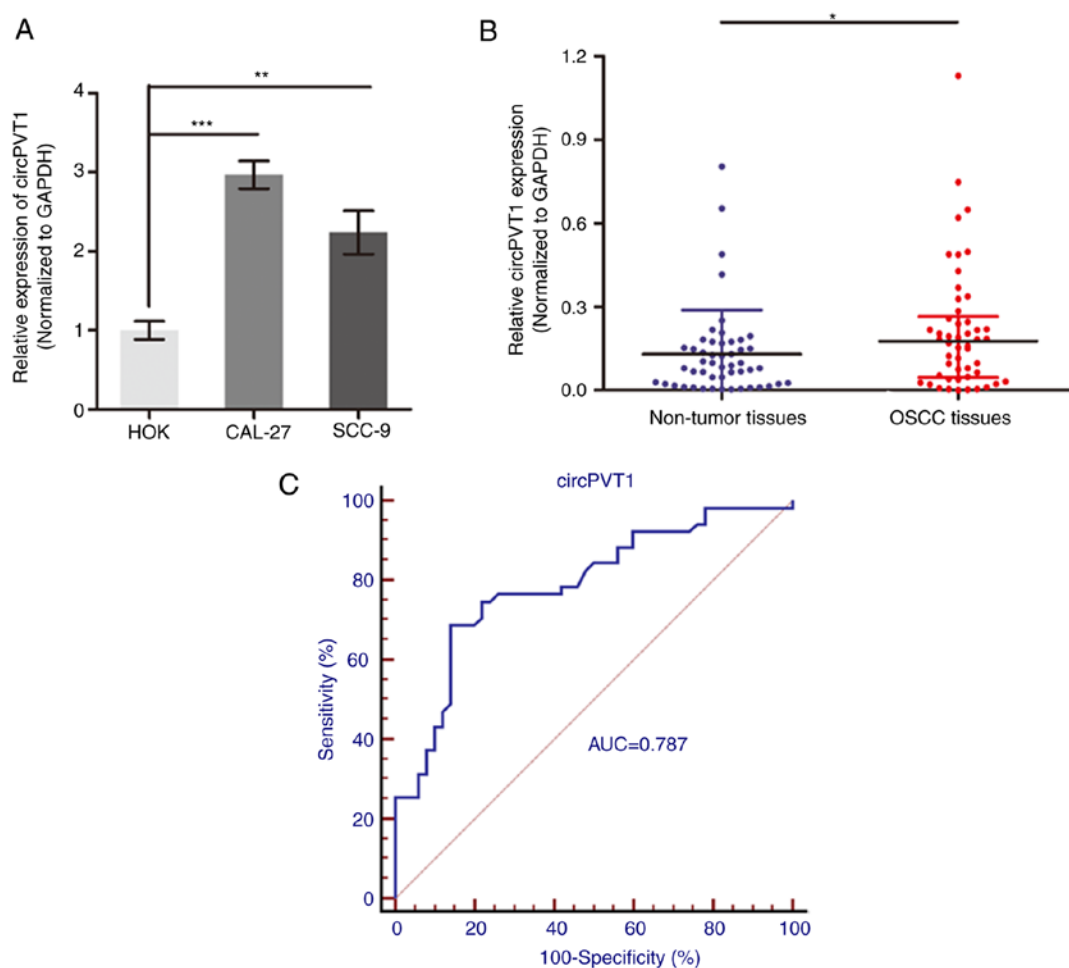 A
Relative expression of circPVT1
(Normalized to GAPDH)
4
3
2
1
0
**
***
HOK
CAL-27
SCC-9
B
Relative circPVT1 expression
(Normalized to GAPDH)
*
1.2
0.9
0.6
0.3
0.0
Non-tumor tissues
OSCC tissues
C
circPVT1
Sensitivity (%)
100
80
60
40
20
0
AUC=0.787
0
20
40
60
80
100
100-Specificity (%)